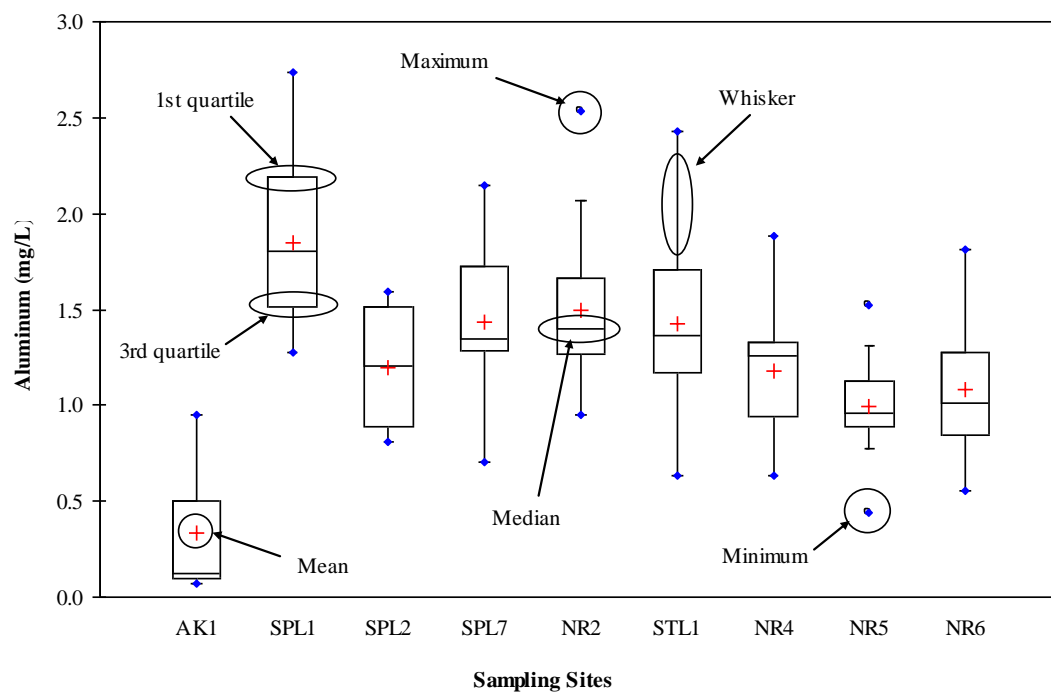 3.0
2.5
2.0
1.5
1.0
0.5
0.0
Aluminum (mg/L)
Maximum
1st quartile
Whisker
3rd quartile
Median
Mean
Minimum
AK1 SPL1 SPL2 SPL7 NR2 STL1 NR4 NR5 NR6
Sampling Sites